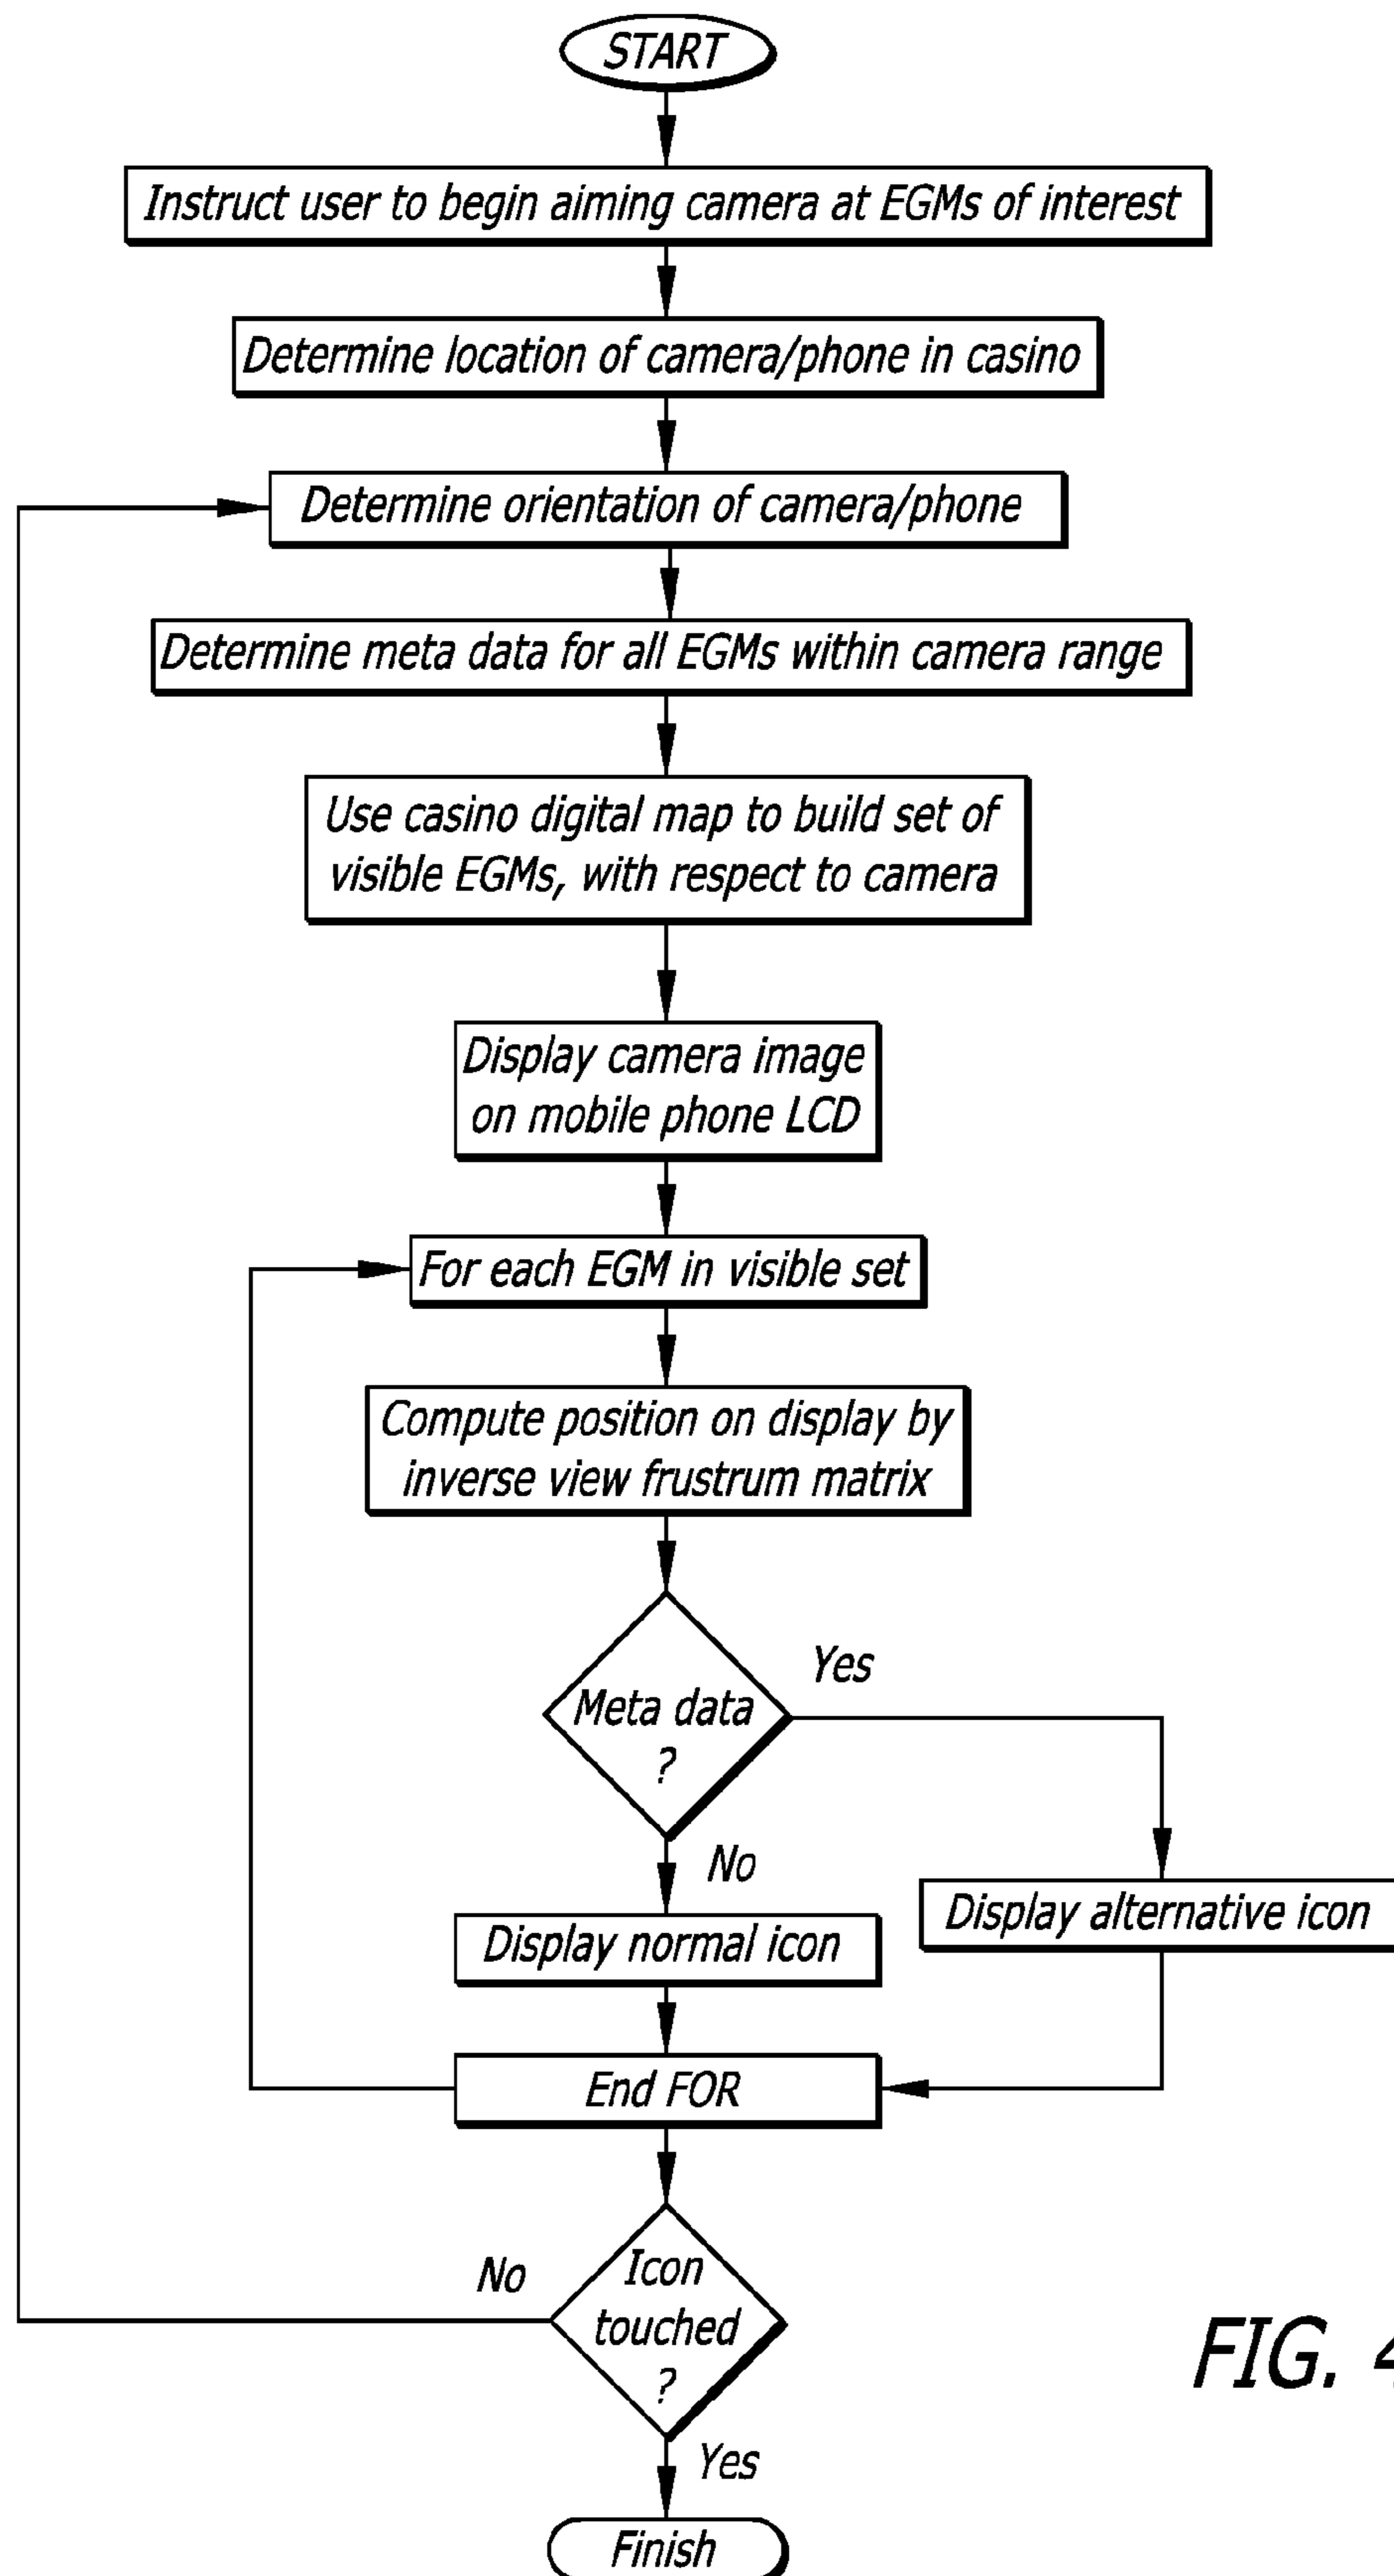 START
Instruct user to begin aiming camera at EGMs of interest
Determine location of camera/phone in casino
Determine orientation of camera/phone
Determine meta data for all EGMs within camera range
Use casino digital map to build set of
visible EGMs, with respect to camera
Display camera image
on mobile phone LCD
For each EGM in visible set
Compute position on display by
inverse view frustrum matrix
Meta data
?
Yes
No
Display normal icon
Display alternative icon
End FOR
Icon
touched
?
No
Yes
Finish
FIG. 4